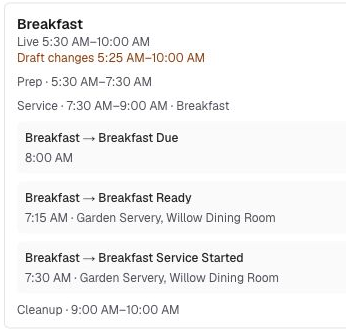 Breakfast
Live 5:30 AM–10:00 AM
Draft changes 5:25 AM–10:00 AM
Prep · 5:30 AM–7:30 AM
Service · 7:30 AM–9:00 AM · Breakfast
Breakfast → Breakfast Due
8:00 AM
Breakfast → Breakfast Ready
7:15 AM · Garden Servery, Willow Dining Room
Breakfast → Breakfast Service Started
7:30 AM · Garden Servery, Willow Dining Room
Cleanup · 9:00 AM–10:00 AM